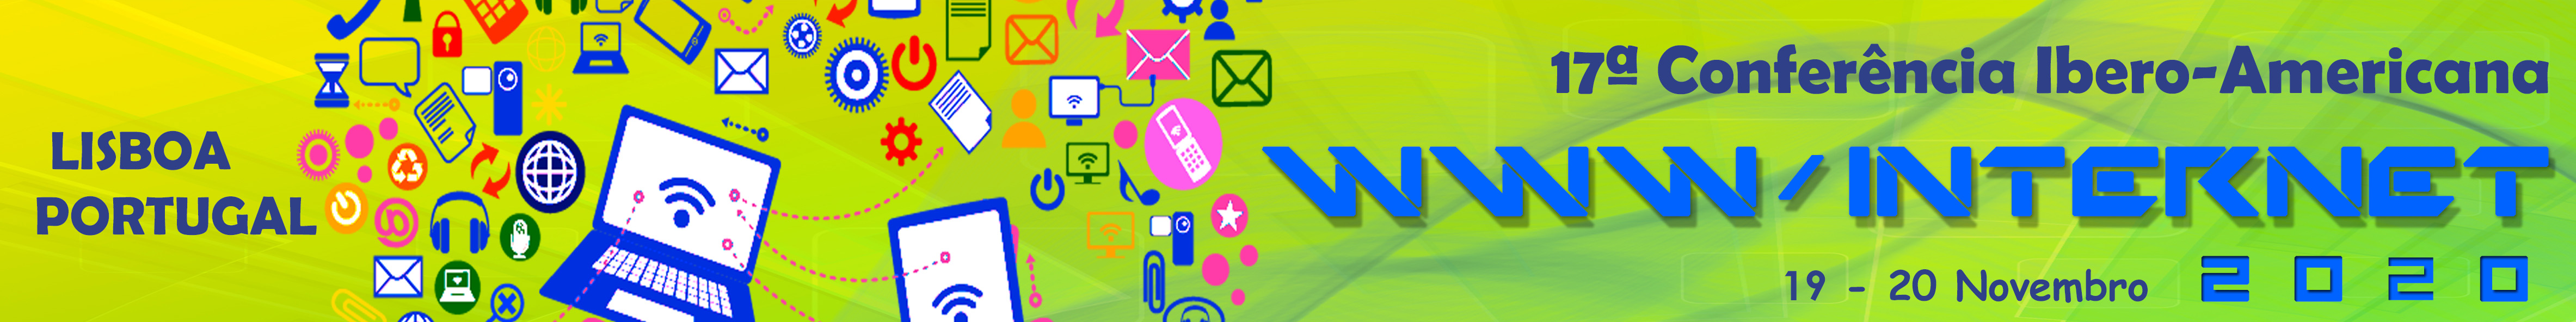 LISBOA
PORTUGAL
17ª Conferência Ibero-Americana
WWW/INTERNET
19 - 20 Novembro 2020